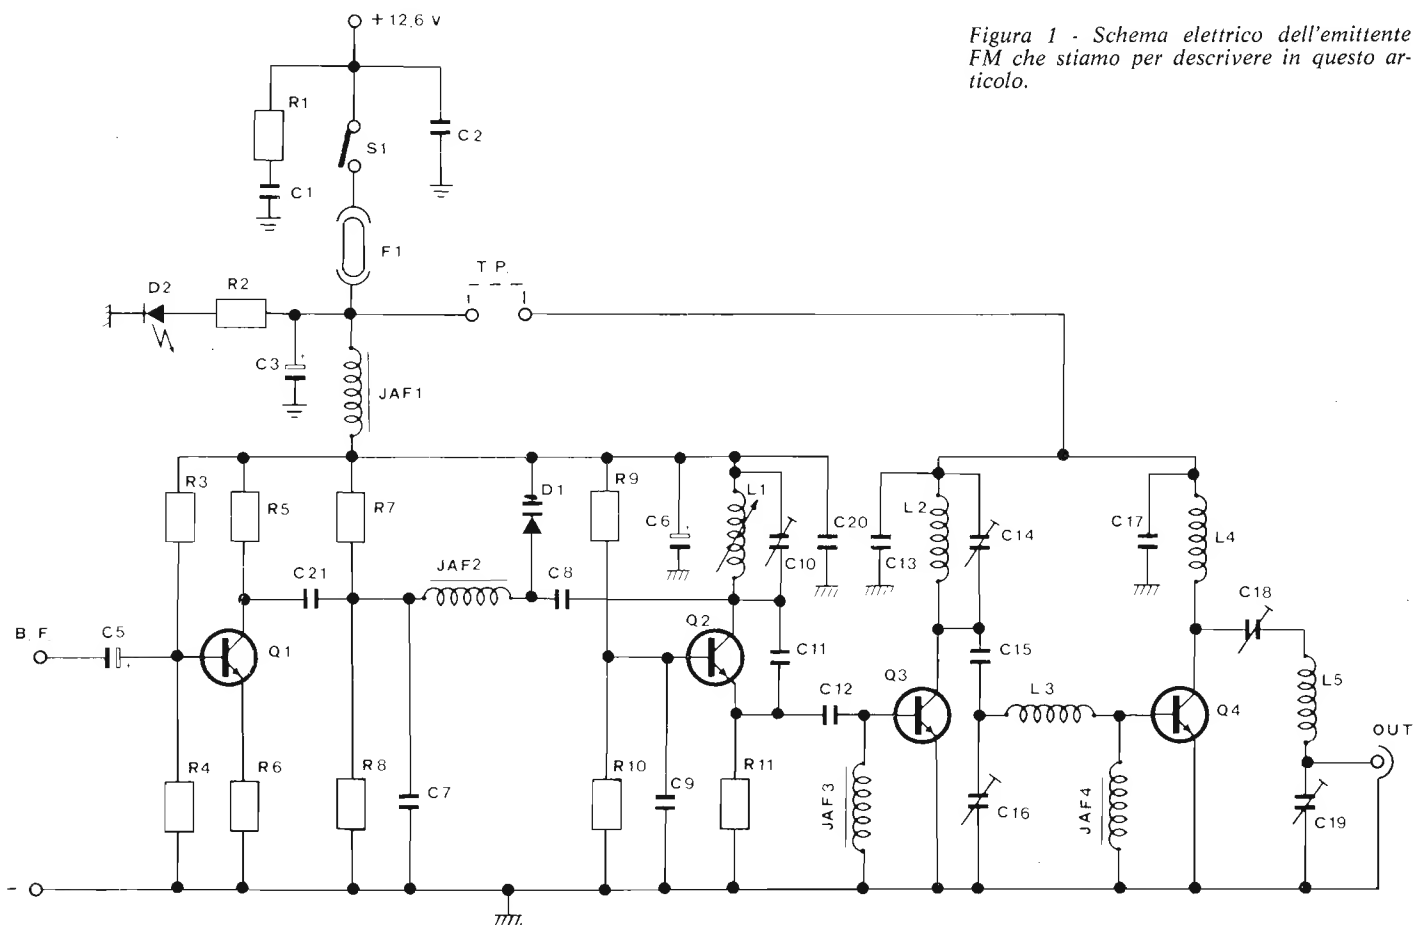 + 12,6 V
Figura 1 - Schema elettrico dell'emittente
FM che stiamo per descrivere in questo ar-
ticolo.
R1
S1
C2
C1
F1
T P.
D2
R2
C3
+
JAF1
R3
R5
R7
D1
R9
C6
+
L1
C10
C20
C13
L2
C14
C17
L4
C21
JAF2
C8
C18
B. F.
C5
+
Q1
Q2
C11
C12
Q3
C15
L3
Q4
L5
OUT
R4
R6
R8
C7
R10
C9
R11
JAF3
C16
JAF4
C19
-